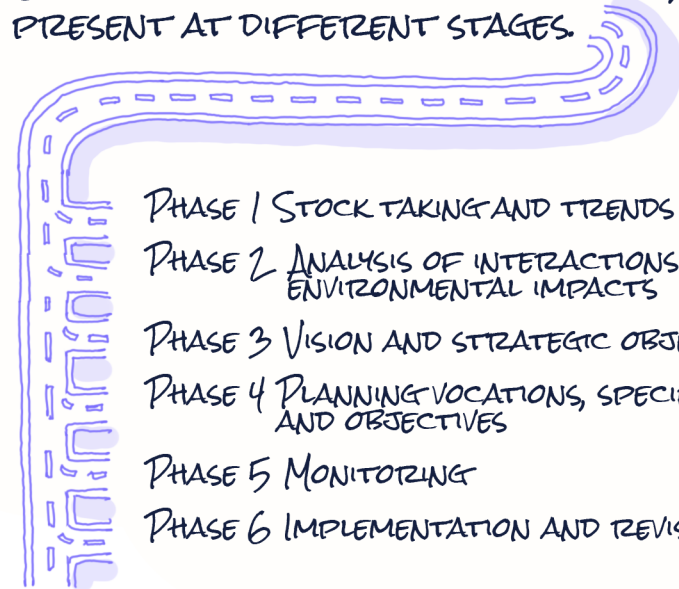 PRESENT AT DIFFERENT STAGES.
PHASE 1 STOCK TAKING AND TRENDS
PHASE 2 ANALYSIS OF INTERACTIONS
ENVIRONMENTAL IMPACTS
PHASE 3 VISION AND STRATEGIC
PHASE 4 PLANNING VOCATIONS,
AND OBJECTIVES
PHASE 5 MONITORING
PHASE 6 IMPLEMENTATION AND